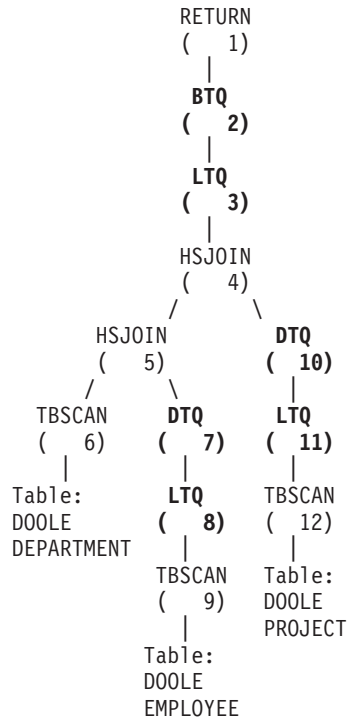 RETURN
( 1)
|
BTQ
( 2)
|
LTQ
( 3)
|
HSJOIN
( 4)
/ \
HSJOIN DTQ
( 5) ( 10)
/ \ |
TBSCAN DTQ LTQ
( 6) ( 7) ( 11)
| | |
Table: LTQ TBSCAN
DOOLE ( 8) ( 12)
DEPARTMENT | |
TBSCAN Table:
( 9) DOOLE
| PROJECT
Table:
DOOLE
EMPLOYEE